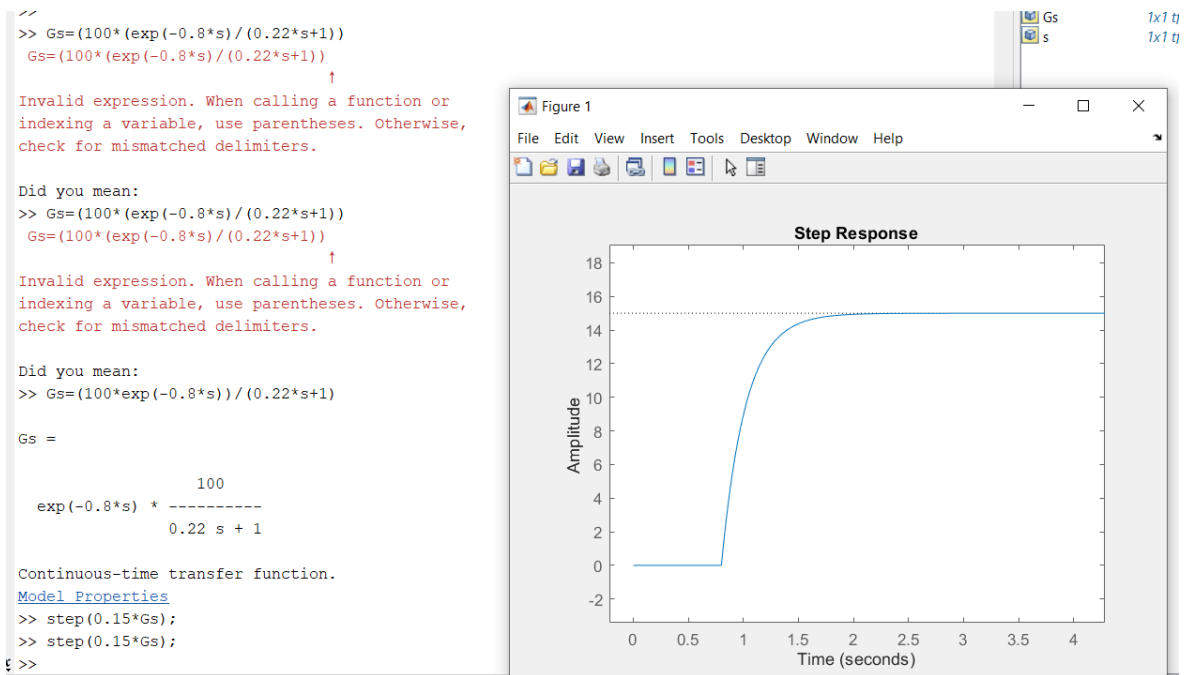 >>
>> Gs=(100*(exp(-0.8*s)/(0.22*s+1))
Gs=(100*(exp(-0.8*s)/(0.22*s+1))
↑
Invalid expression. When calling a function or
indexing a variable, use parentheses. Otherwise,
check for mismatched delimiters.
Did you mean:
>> Gs=(100*(exp(-0.8*s)/(0.22*s+1))
Gs=(100*(exp(-0.8*s)/(0.22*s+1))
↑
Invalid expression. When calling a function or
indexing a variable, use parentheses. Otherwise,
check for mismatched delimiters.
Did you mean:
>> Gs=(100*exp(-0.8*s))/(0.22*s+1)
Gs =
100
exp(-0.8*s) * ----------
0.22 s + 1
Continuous-time transfer function.
Model Properties
>> step(0.15*Gs);
>> step(0.15*Gs);
>>
Gs 1x1 tf
s 1x1 tf
Figure 1
File Edit View Insert Tools Desktop Window Help
Step Response
18
16
14
12
10
8
6
4
2
0
-2
Amplitude
0 0.5 1 1.5 2 2.5 3 3.5 4
Time (seconds)